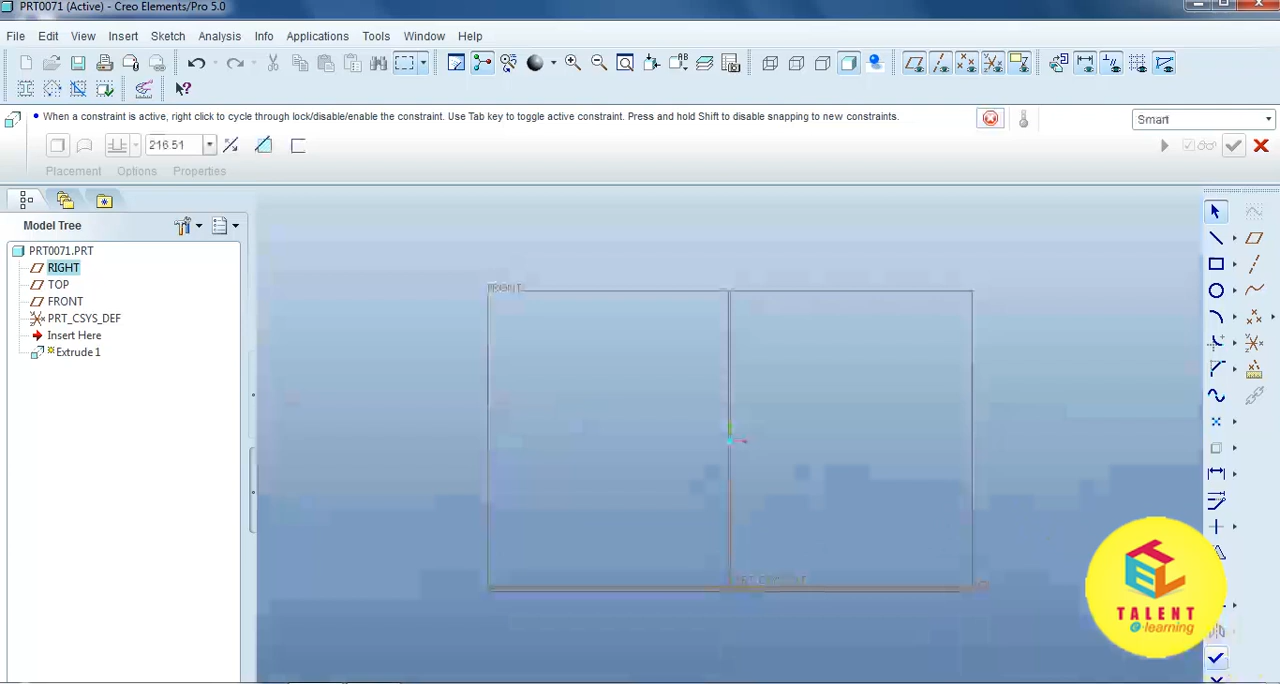 PRT0071 (Active) - Creo Elements/Pro 5.0
File Edit View Insert Sketch Analysis Info Applications Tools Window Help
When a constraint is active, right click to cycle through lock/disable/enable the constraint. Use Tab key to toggle active constraint. Press and hold Shift to disable snapping to new constraints.
Smart
216.51
Placement Options Properties
Model Tree
PRT0071.PRT
RIGHT
TOP
FRONT
PRT_CSYS_DEF
Insert Here
Extrude 1
FRONT
TALENT
e-learning